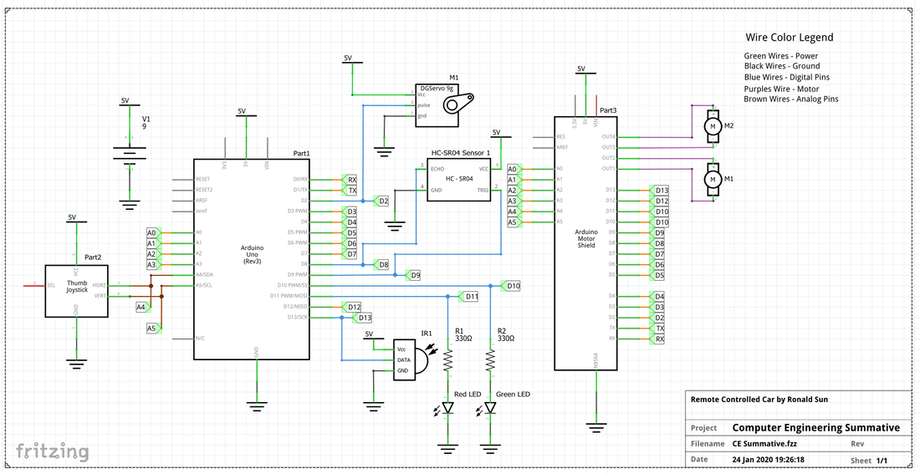 Wire Color Legend
Green Wires - Power
Black Wires - Ground
Blue Wires - Digital Pins
Purples Wire - Motor
Brown Wires - Analog Pins
5V
V1
9
5V
Part1
Arduino
Uno
(Rev3)
RESET
RESET2
AREF
ioref
A0
A1
A2
A3
A4/SDA
A5/SCL
N/C
GND
D0/RX
D1/TX
D2
D3 PWM
D4
D5 PWM
D6 PWM
D7
D8
D9 PWM
D10 PWM/SS
D11 PWM/MOSI
D12/MISO
D13/SCK
A0
A1
A2
A3
A4
A5
RX
TX
D2
D3
D4
D5
D6
D7
D8
D9
D10
D11
D12
D13
5V
Part2
Thumb
Joystick
VCC
SEL
HORZ
VERT
GND
5V
M1
DGServo 9g
Vcc
pulse
gnd
5V
HC-SR04 Sensor 1
HC - SR04
ECHO
VCC
GND
TRIG
5V
IR1
Vcc
DATA
GND
R1
330Ω
R2
330Ω
Red LED
Green LED
5V
Part3
Arduino
Motor
Shield
VIN
RES
AREF
A0
A1
A2
A3
A4
A5
A0
A1
A2
A3
A4
A5
OUT4
OUT3
OUT2
OUT1
M
M2
M
M1
D13
D12
D11
D10
D9
D8
D7
D6
D5
D4
D3
D2
TX
RX
D13
D12
D10
D10
D9
D8
D7
D6
D5
D4
D3
D2
TX
RX
fritzing
Remote Controlled Car by Ronald Sun
Project Computer Engineering Summative
Filename CE Summative.fzz Rev
Date 24 Jan 2020 19:26:18 Sheet 1/1